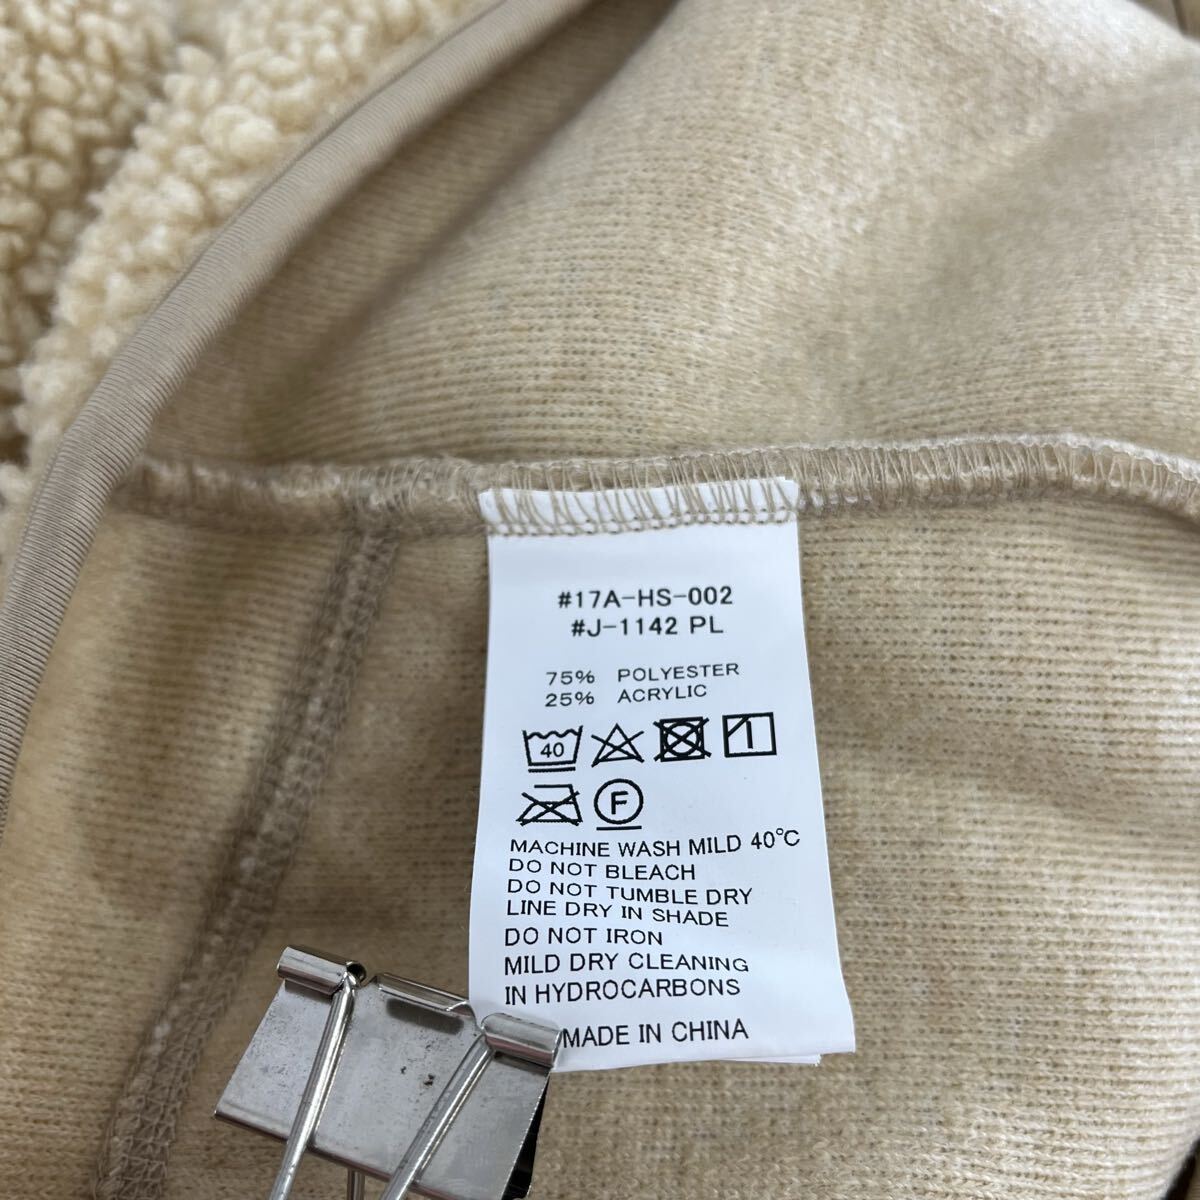 #17A-HS-002
#J-1142 PL
75% POLYESTER
25% ACRYLIC
40
F
MACHINE WASH MILD 40℃
DO NOT BLEACH
DO NOT TUMBLE DRY
LINE DRY IN SHADE
DO NOT IRON
MILD DRY CLEANING
IN HYDROCARBONS
MADE IN CHINA